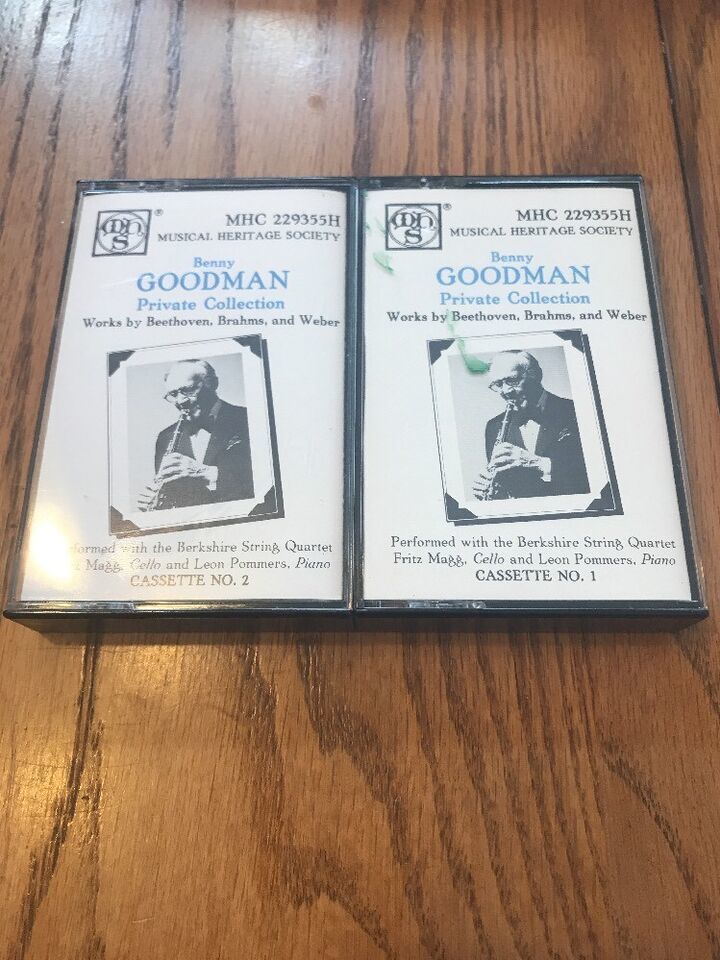 MHS ®
MHC 229355H
MUSICAL HERITAGE SOCIETY
Benny
GOODMAN
Private Collection
Works by Beethoven, Brahms, and Weber
formed with the Berkshire String Quartet
Magg, Cello and Leon Pommers, Piano
CASSETTE NO. 2
MHS ®
MHC 229355H
MUSICAL HERITAGE SOCIETY
Benny
GOODMAN
Private Collection
Works by Beethoven, Brahms, and Weber
Performed with the Berkshire String Quartet
Fritz Magg, Cello and Leon Pommers, Piano
CASSETTE NO. 1